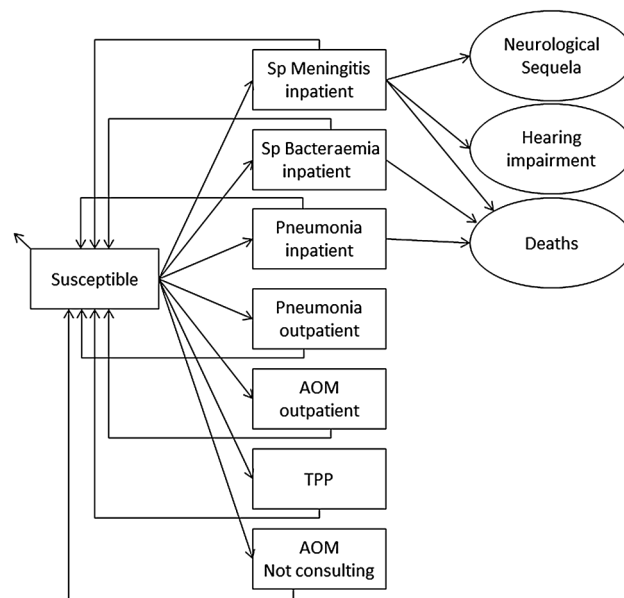 Sp Meningitis
inpatient
Neurological
Sequela
Sp Bacteraemia
inpatient
Hearing
impairment
Pneumonia
inpatient
Deaths
Susceptible
Pneumonia
outpatient
AOM
outpatient
TPP
AOM
Not consulting